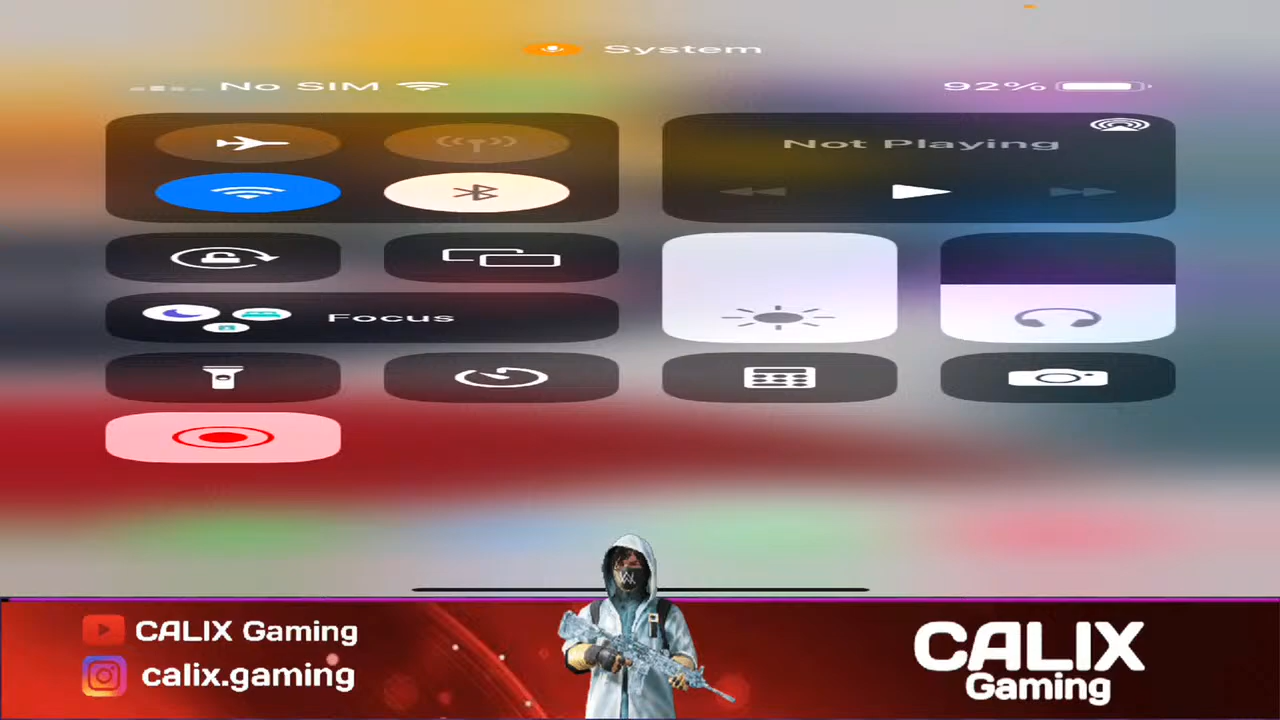 System
No SIM
92%
Not Playing
Focus
CALIX Gaming
calix.gaming
CALIX
Gaming